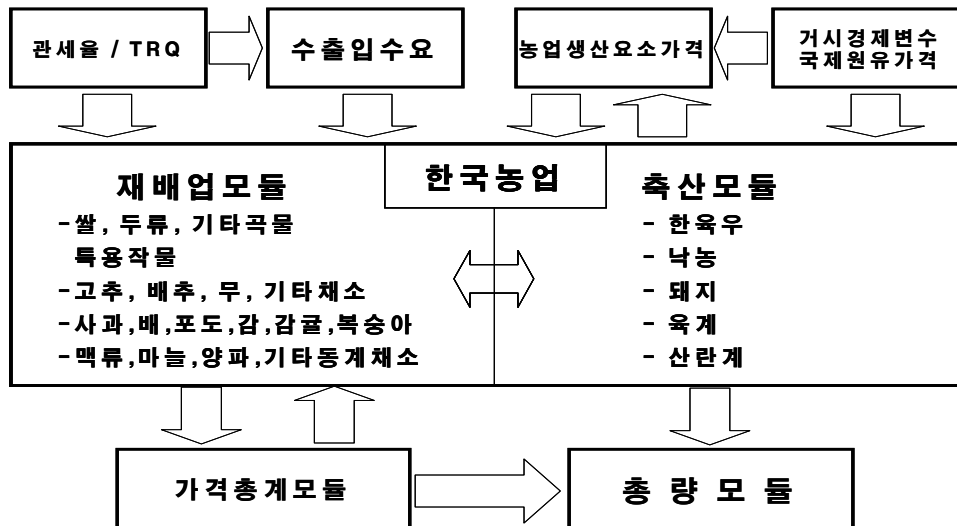 관세율 / TRQ
수출입수요
농업생산요소가격
거시경제변수
국제원유가격
한국농업
재배업모듈
-쌀, 두류, 기타곡물
특용작물
-고추, 배추, 무, 기타채소
-사과,배,포도,감,감귤,복숭아
-맥류,마늘,양파,기타동계채소
축산모듈
- 한육우
- 낙농
- 돼지
- 육계
- 산란계
가격총계모듈
총 량 모 듈